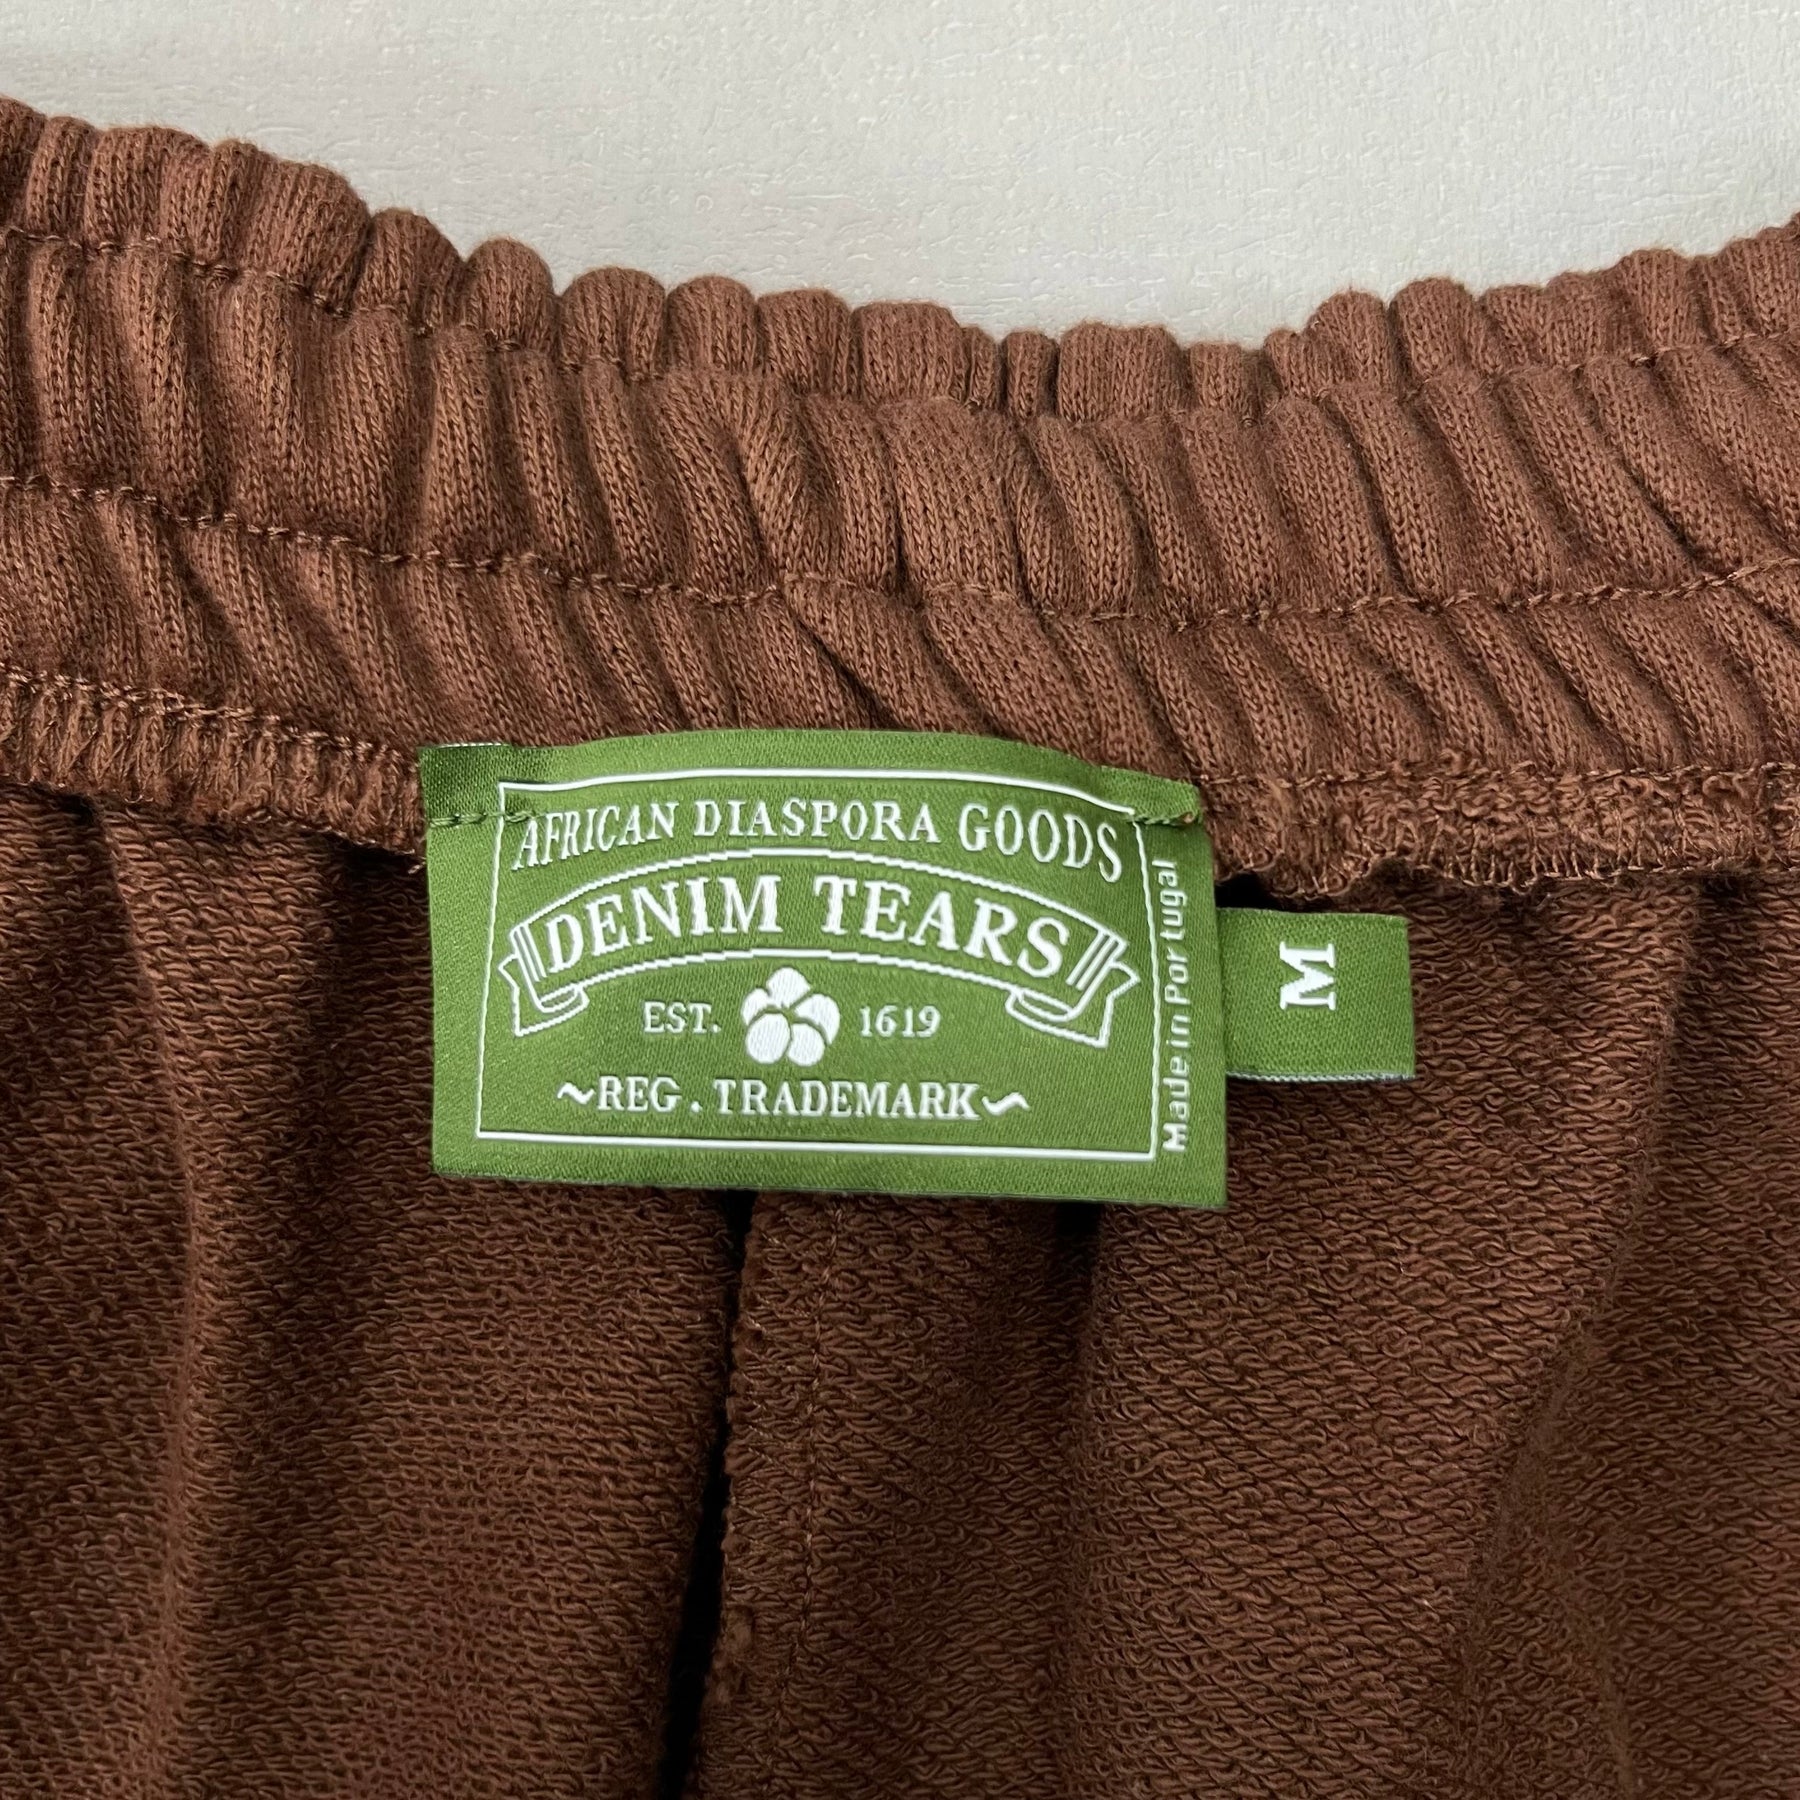 AFRICAN DIASPORA GOODS
DENIM TEARS
EST. 1619
~REG. TRADEMARK~
Made in Portugal
M